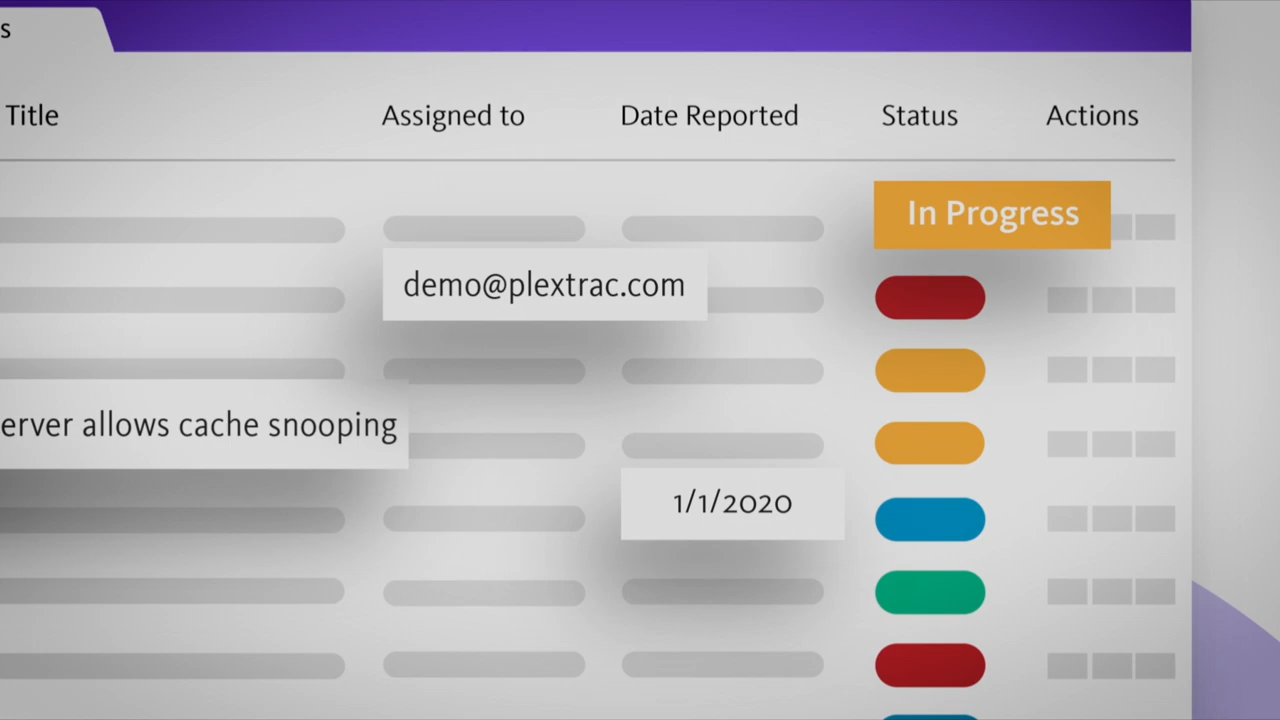 s
Title Assigned to Date Reported Status Actions
In Progress
demo@plextrac.com
erver allows cache snooping
1/1/2020